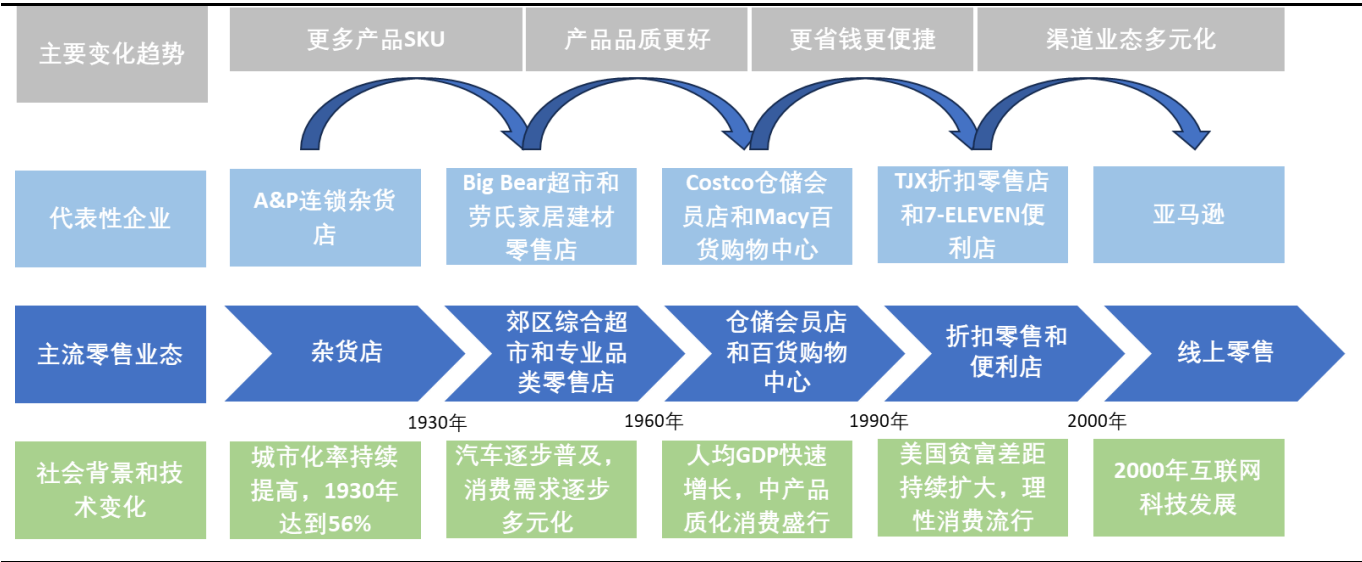 主要变化趋势
更多产品SKU
产品品质更好
更省钱更便捷
渠道业态多元化
代表性企业
A&P连锁杂货
店
Big Bear超市和
劳氏家居建材
零售店
Costco仓储会
员店和Macy百
货购物中心
TJX折扣零售店
和7-ELEVEN便
利店
亚马逊
主流零售业态
杂货店
郊区综合超
市和专业品
类零售店
仓储会员店
和百货购物
中心
折扣零售和
便利店
线上零售
1930年
1960年
1990年
2000年
社会背景和技
术变化
城市化率持续
提高，1930年
达到56%
汽车逐步普及，
消费需求逐步
多元化
人均GDP快速
增长，中产品
质化消费盛行
美国贫富差距
持续扩大，理
性消费流行
2000年互联网
科技发展